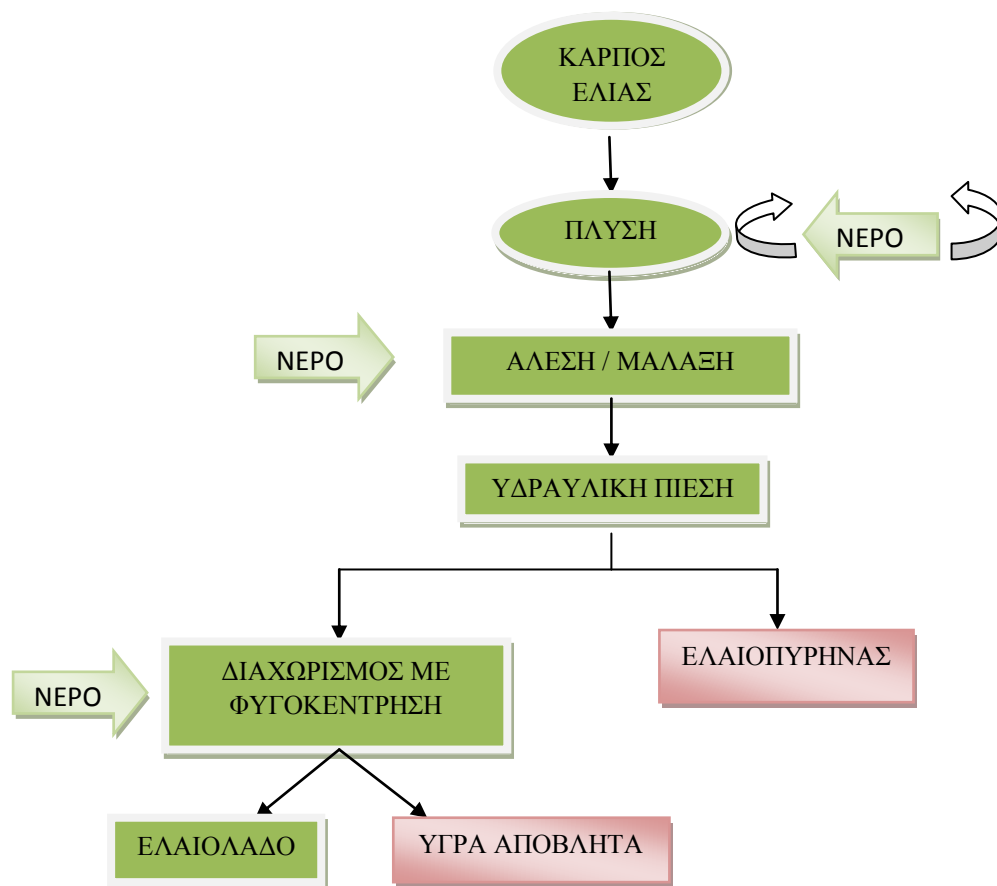 ΚΑΡΠΟΣ
ΕΛΙΑΣ
ΠΛΥΣΗ
ΝΕΡΟ
ΝΕΡΟ
ΑΛΕΣΗ / ΜΑΛΑΞΗ
ΥΔΡΑΥΛΙΚΗ ΠΙΕΣΗ
ΝΕΡΟ
ΔΙΑΧΩΡΙΣΜΟΣ ΜΕ
ΦΥΓΟΚΕΝΤΡΗΣΗ
ΕΛΑΙΟΠΥΡΗΝΑΣ
ΕΛΑΙΟΛΑΔΟ
ΥΓΡΑ ΑΠΟΒΛΗΤΑ